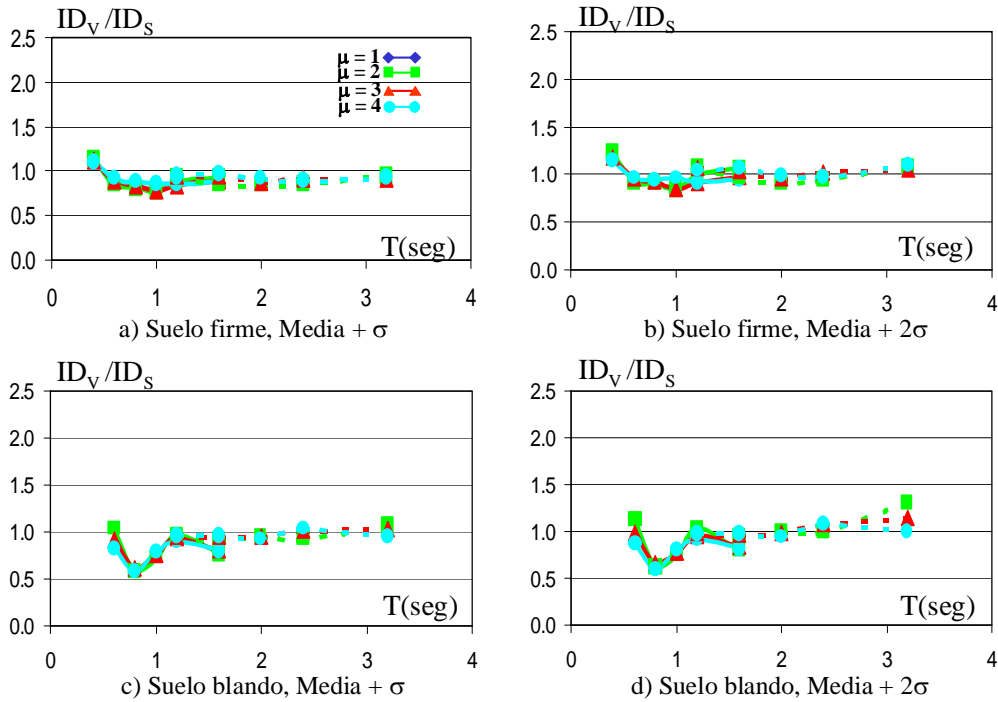 ID_V /ID_S
2.5
2.0
1.5
1.0
0.5
0.0
0 1 2 3 4
T(seg)
μ = 1
μ = 2
μ = 3
μ = 4
a) Suelo firme, Media + σ
ID_V /ID_S
2.5
2.0
1.5
1.0
0.5
0.0
0 1 2 3 4
T(seg)
b) Suelo firme, Media + 2σ
ID_V /ID_S
2.5
2.0
1.5
1.0
0.5
0.0
0 1 2 3 4
T(seg)
c) Suelo blando, Media + σ
ID_V /ID_S
2.5
2.0
1.5
1.0
0.5
0.0
0 1 2 3 4
T(seg)
d) Suelo blando, Media + 2σ